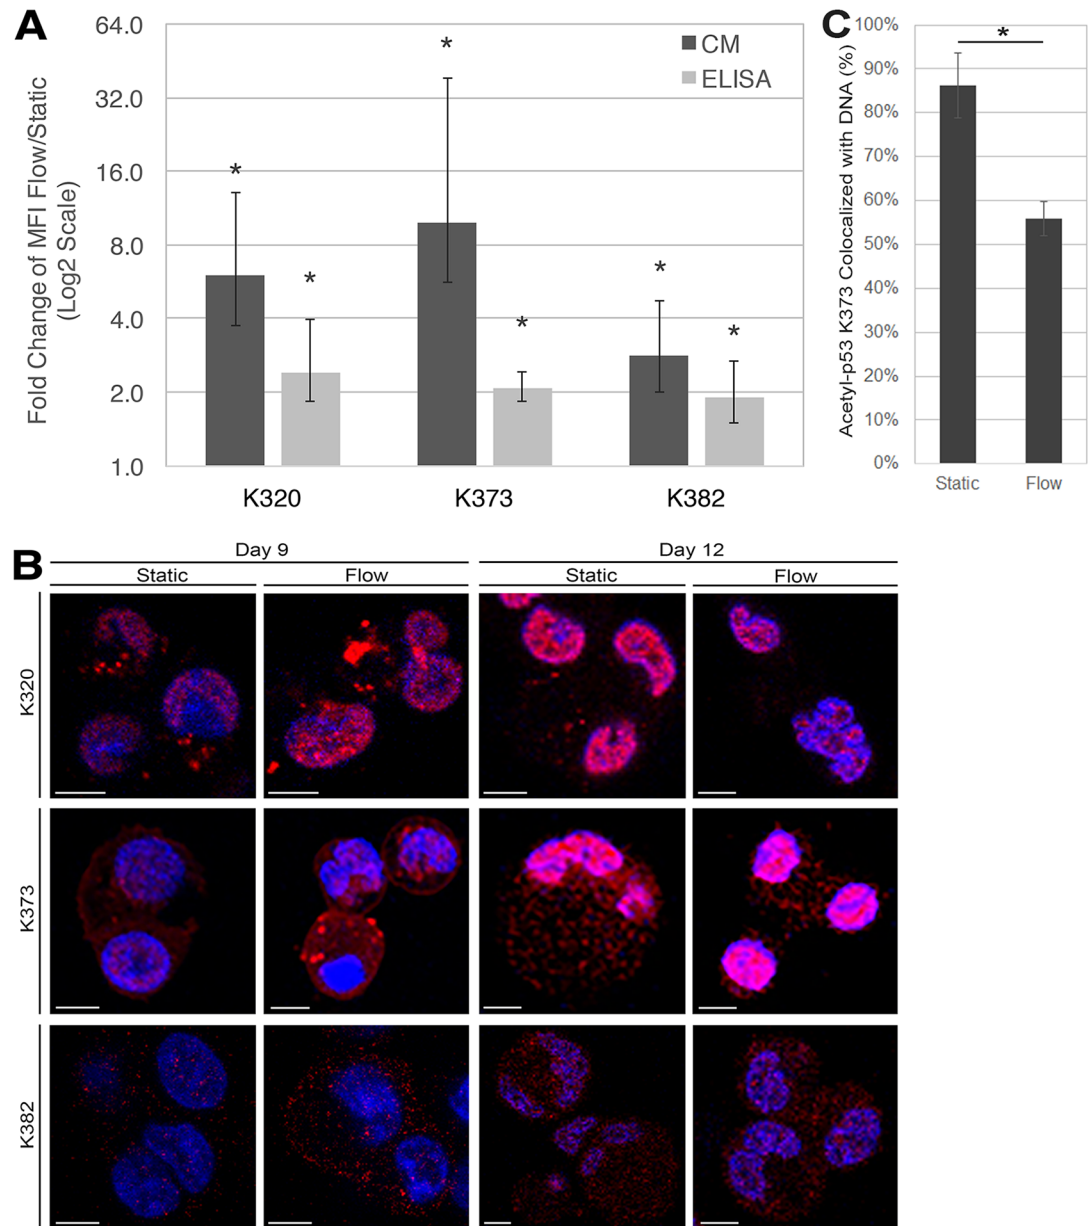 A
Fold Change of MFI Flow/Static
(Log2 Scale)
64.0
32.0
16.0
8.0
4.0
2.0
1.0
*
*
*
*
*
*
CM
ELISA
K320
K373
K382
C
Acetyl-p53 K373 Colocalized with DNA (%)
100%
90%
80%
70%
60%
50%
40%
30%
20%
10%
0%
*
Static
Flow
B
Day 9
Day 12
Static
Flow
Static
Flow
K320
K373
K382